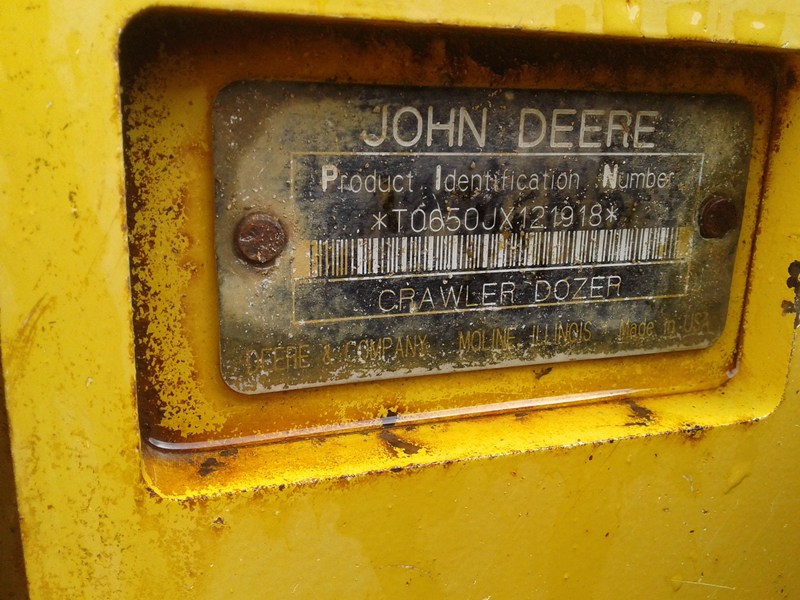 JOHN DEERE
Product Identification Number
*T0650JX121918*
CRAWLER DOZER
DEERE & COMPANY MOLINE ILLINOIS Made in USA